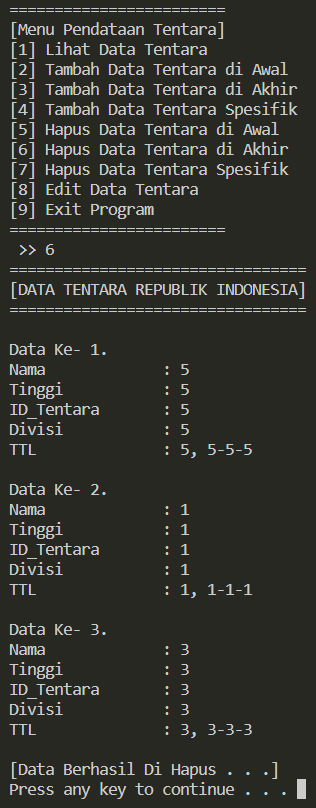 ========================
[Menu Pendataan Tentara]
[1] Lihat Data Tentara
[2] Tambah Data Tentara di Awal
[3] Tambah Data Tentara di Akhir
[4] Tambah Data Tentara Spesifik
[5] Hapus Data Tentara di Awal
[6] Hapus Data Tentara di Akhir
[7] Hapus Data Tentara Spesifik
[8] Edit Data Tentara
[9] Exit Program
========================
>> 6
=================================
[DATA TENTARA REPUBLIK INDONESIA]
=================================
Data Ke- 1.
Nama : 5
Tinggi : 5
ID_Tentara : 5
Divisi : 5
TTL : 5, 5-5-5
Data Ke- 2.
Nama : 1
Tinggi : 1
ID_Tentara : 1
Divisi : 1
TTL : 1, 1-1-1
Data Ke- 3.
Nama : 3
Tinggi : 3
ID_Tentara : 3
Divisi : 3
TTL : 3, 3-3-3
[Data Berhasil Di Hapus . . .]
Press any key to continue . . .